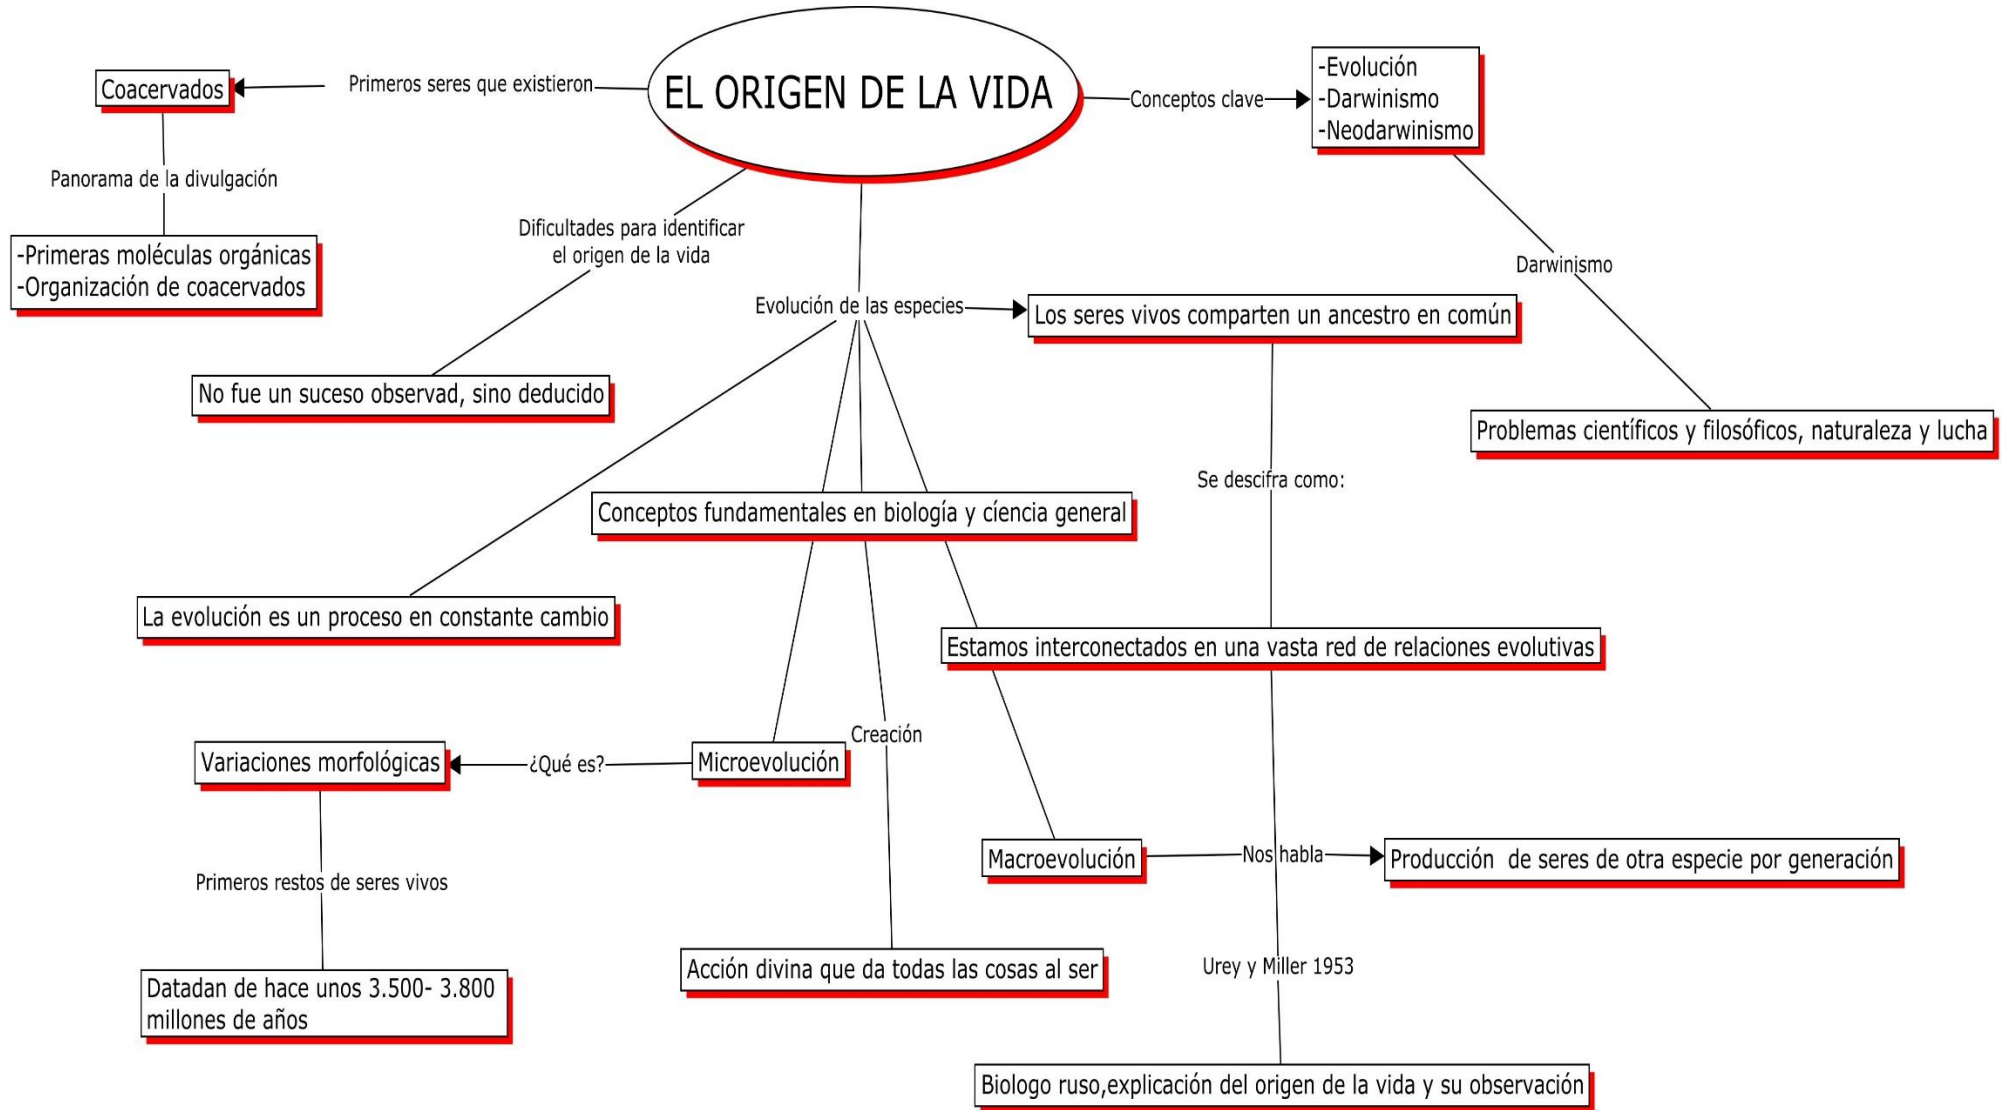 EL ORIGEN DE LA VIDA
Primeros seres que existieron
Coacervados
Panorama de la divulgación
-Primeras moléculas orgánicas
-Organización de coacervados
Conceptos clave
-Evolución
-Darwinismo
-Neodarwinismo
Darwinismo
Problemas científicos y filosóficos, naturaleza y lucha
Dificultades para identificar
el origen de la vida
No fue un suceso observad, sino deducido
Evolución de las especies
Los seres vivos comparten un ancestro en común
Se descifra como:
Conceptos fundamentales en biología y cíencia general
La evolución es un proceso en constante cambio
Estamos interconectados en una vasta red de relaciones evolutivas
Creación
Variaciones morfológicas
¿Qué es?
Microevolución
Macroevolución
Nos habla
Producción  de seres de otra especie por generación
Primeros restos de seres vivos
Urey y Miller 1953
Acción divina que da todas las cosas al ser
Datadan de hace unos 3.500- 3.800
millones de años
Biologo ruso,explicación del origen de la vida y su observación